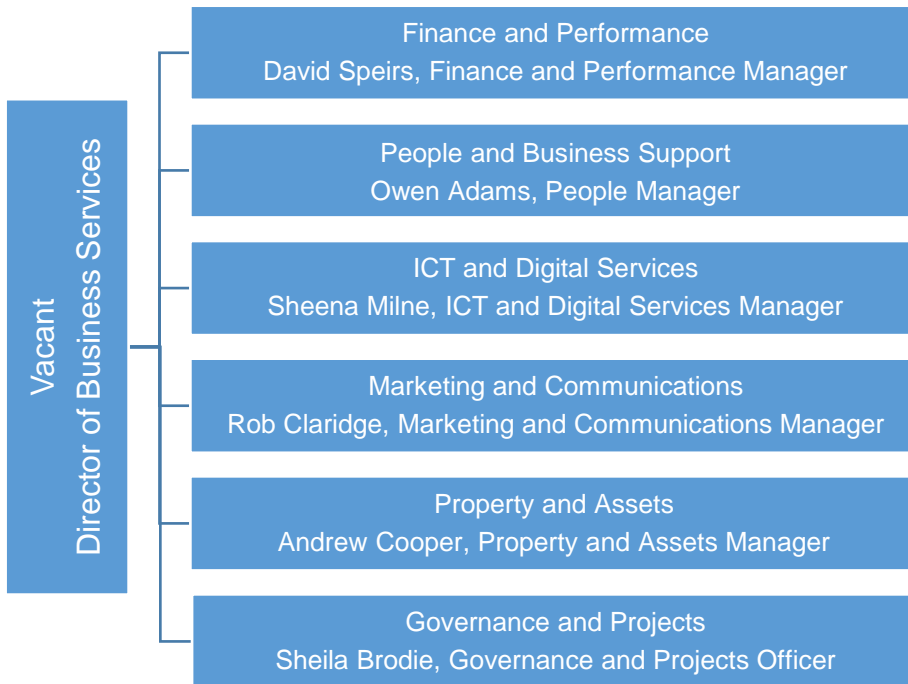 Vacant
Director of Business Services
Finance and Performance
David Speirs, Finance and Performance Manager
People and Business Support
Owen Adams, People Manager
ICT and Digital Services
Sheena Milne, ICT and Digital Services Manager
Marketing and Communications
Rob Claridge, Marketing and Communications Manager
Property and Assets
Andrew Cooper, Property and Assets Manager
Governance and Projects
Sheila Brodie, Governance and Projects Officer